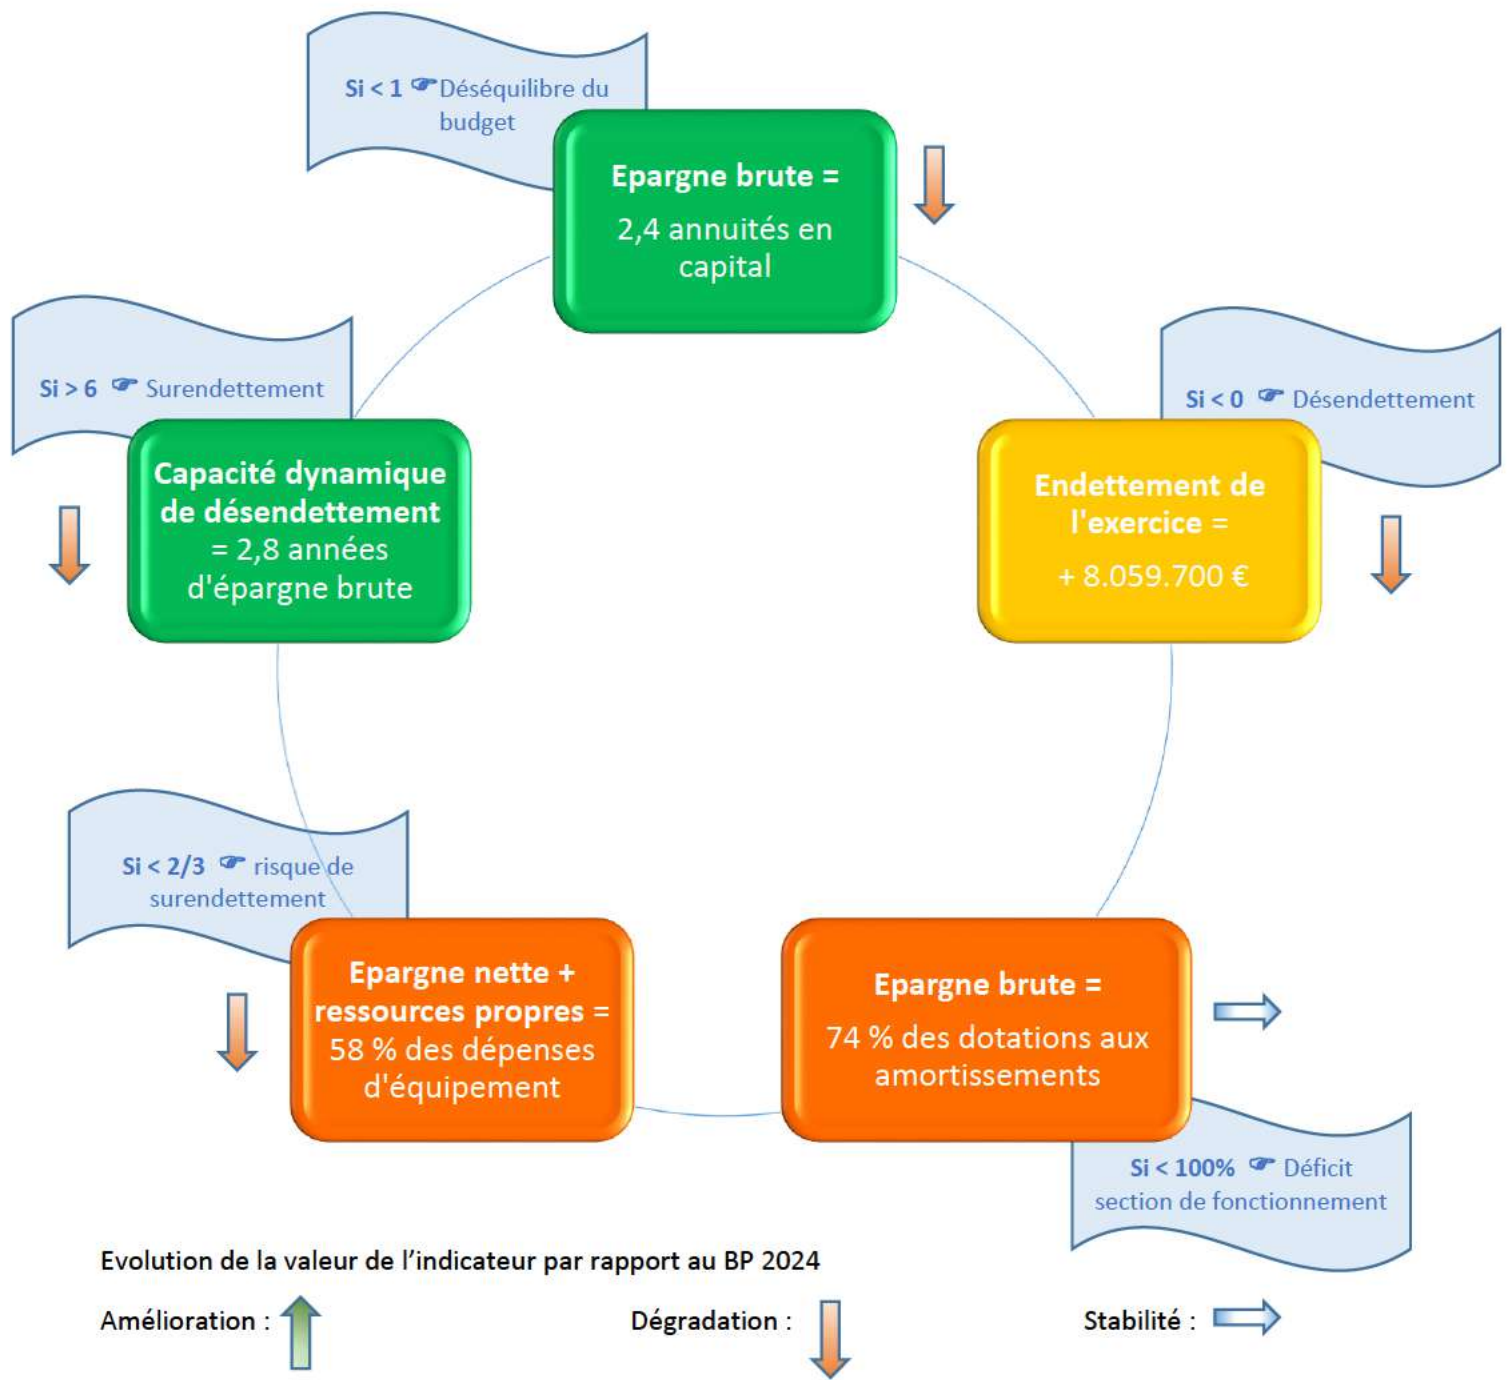 Si < 1 ☞Déséquilibre du
budget
Epargne brute =
2,4 annuités en
capital
Si > 6 ☞ Surendettement
Capacité dynamique
de désendettement
= 2,8 années
d'épargne brute
Si < 0 ☞ Désendettement
Endettement de
l'exercice =
+ 8.059.700 €
Si < 2/3 ☞ risque de
surendettement
Epargne nette +
ressources propres =
58 % des dépenses
d'équipement
Epargne brute =
74 % des dotations aux
amortissements
Si < 100% ☞ Déficit
section de fonctionnement
Evolution de la valeur de l’indicateur par rapport au BP 2024
Amélioration :
Dégradation :
Stabilité :